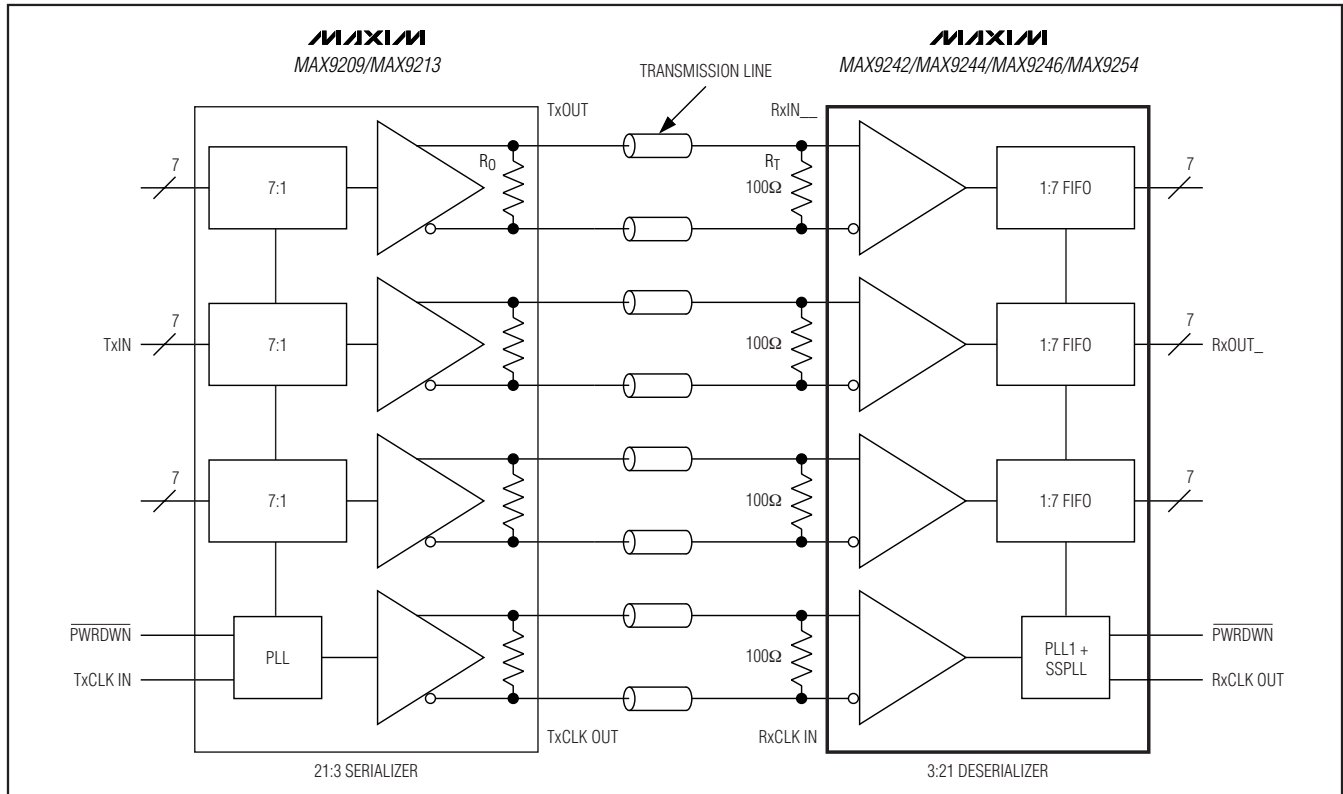 MAXIM
MAX9209/MAX9213
MAXIM
MAX9242/MAX9244/MAX9246/MAX9254
TRANSMISSION LINE
TxOUT
RxIN__
7
7:1
RO
RT
100Ω
1:7 FIFO
7
TxIN
7
7:1
100Ω
1:7 FIFO
7
RxOUT_
7
7:1
100Ω
1:7 FIFO
7
PWRDWN
TxCLK IN
PLL
100Ω
PLL1 +
SSPLL
PWRDWN
RxCLK OUT
TxCLK OUT
RxCLK IN
21:3 SERIALIZER
3:21 DESERIALIZER